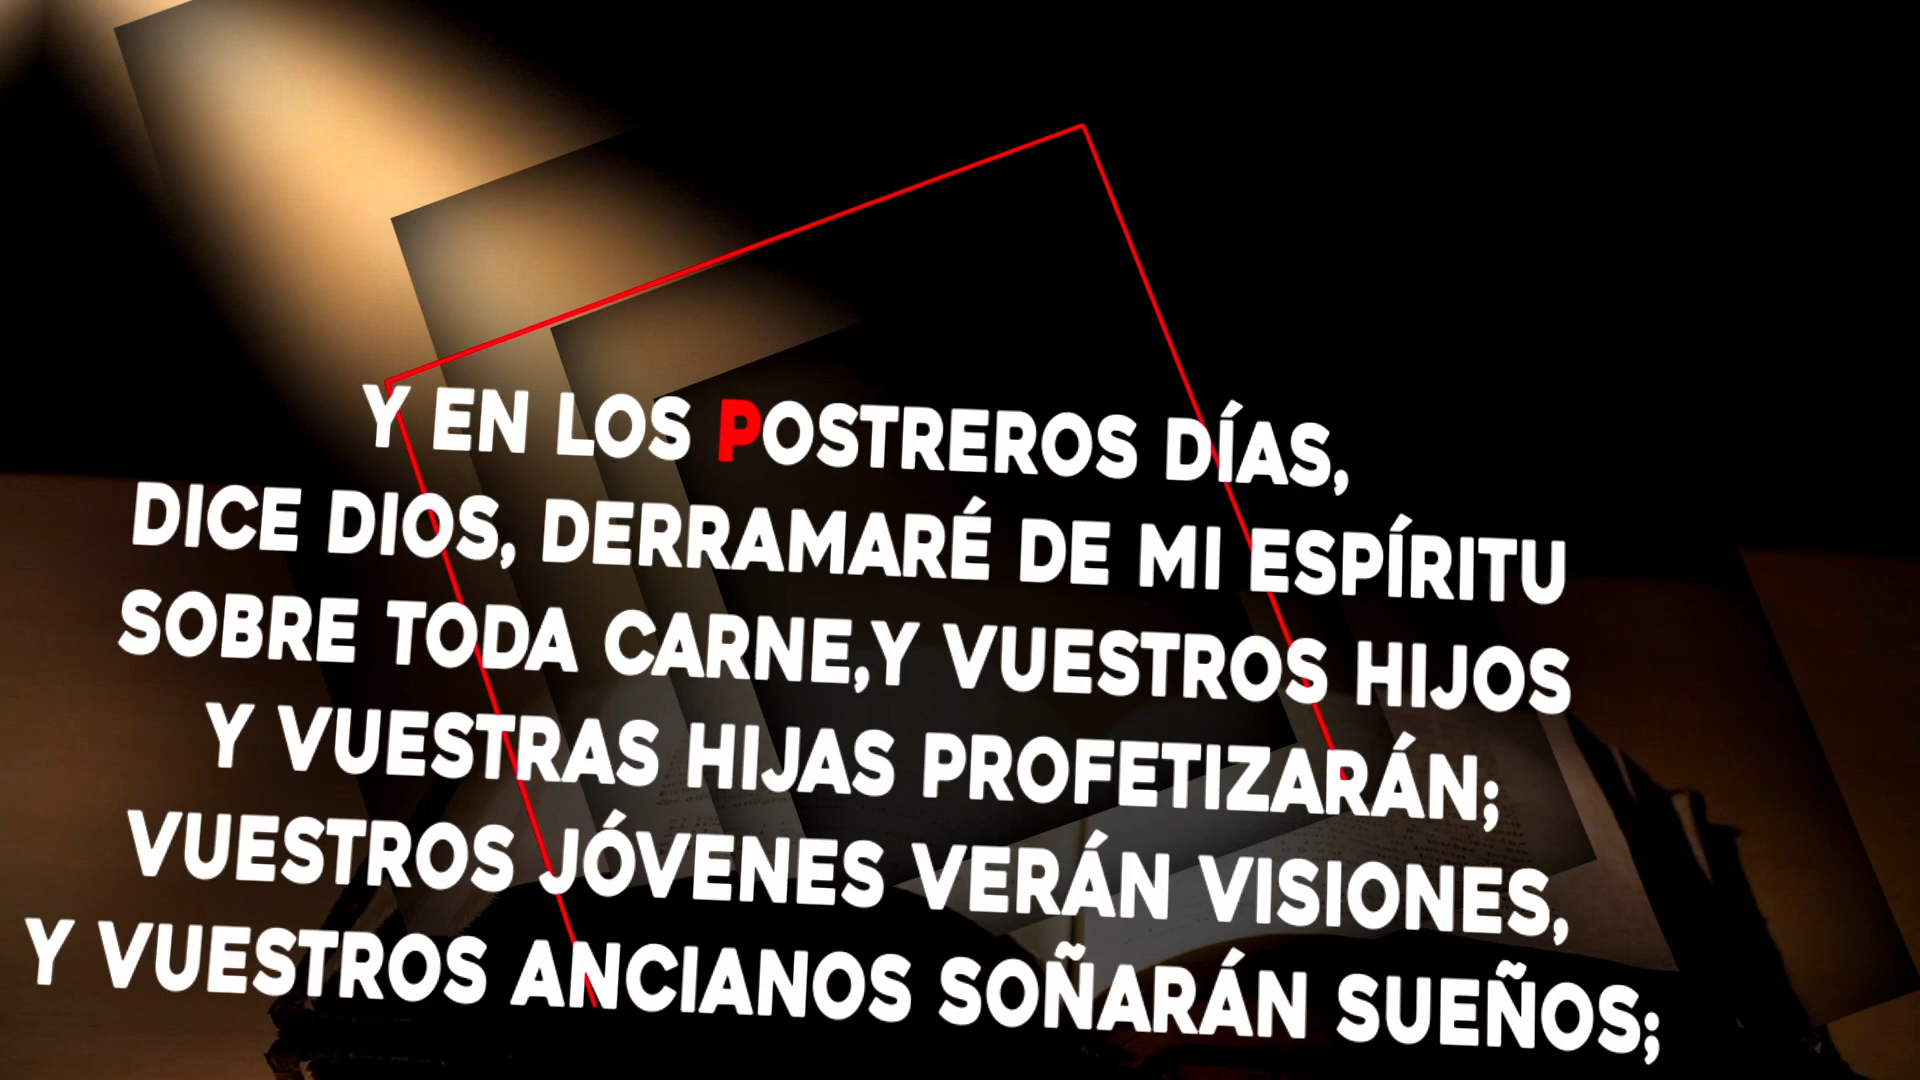 Y EN LOS POSTREROS DÍAS,
DICE DIOS, DERRAMARÉ DE MI ESPÍRITU
SOBRE TODA CARNE,Y VUESTROS HIJOS
Y VUESTRAS HIJAS PROFETIZARÁN;
VUESTROS JÓVENES VERÁN VISIONES,
Y VUESTROS ANCIANOS SOÑARÁN SUEÑOS;